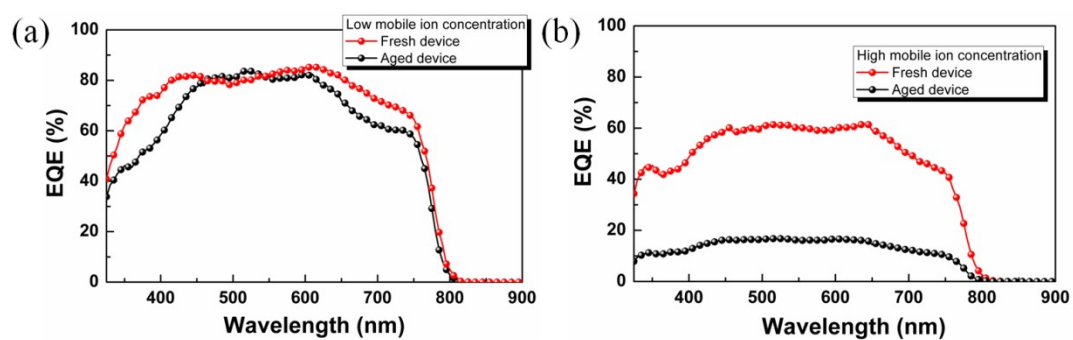 (a)
Low mobile ion concentration
Fresh device
Aged device
EQE (%)
100
80
60
40
20
0
400 500 600 700 800 900
Wavelength (nm)
(b)
High mobile ion concentration
Fresh device
Aged device
EQE (%)
100
80
60
40
20
0
400 500 600 700 800 900
Wavelength (nm)